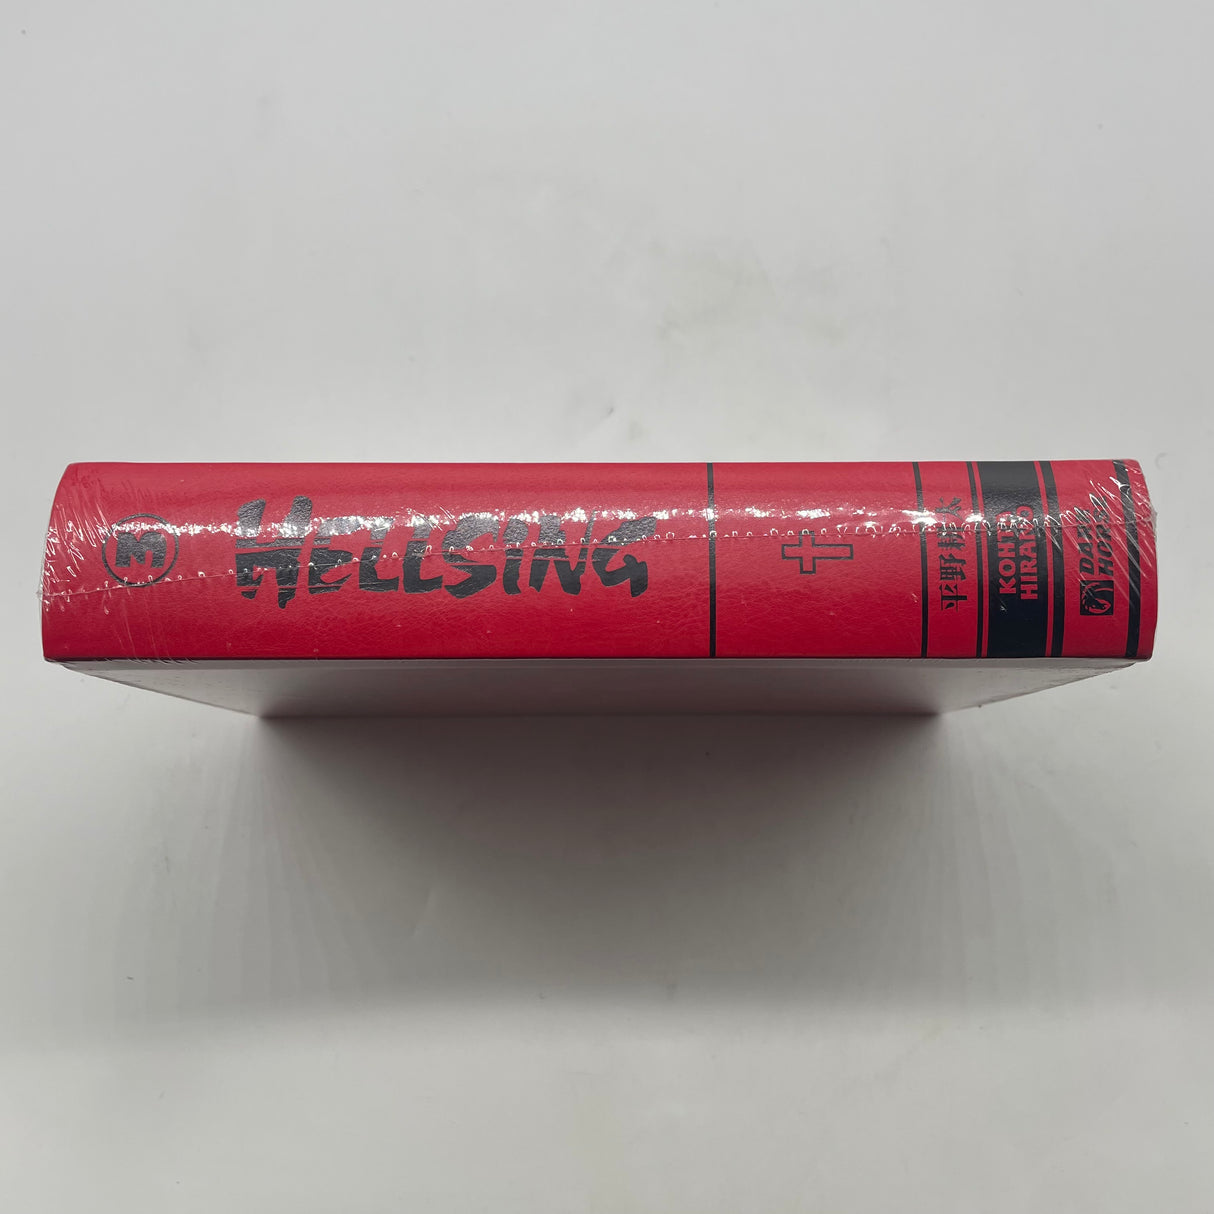 3
HELLSING
平野耕太
KOHTA
HIRANO
DARK
HORSE